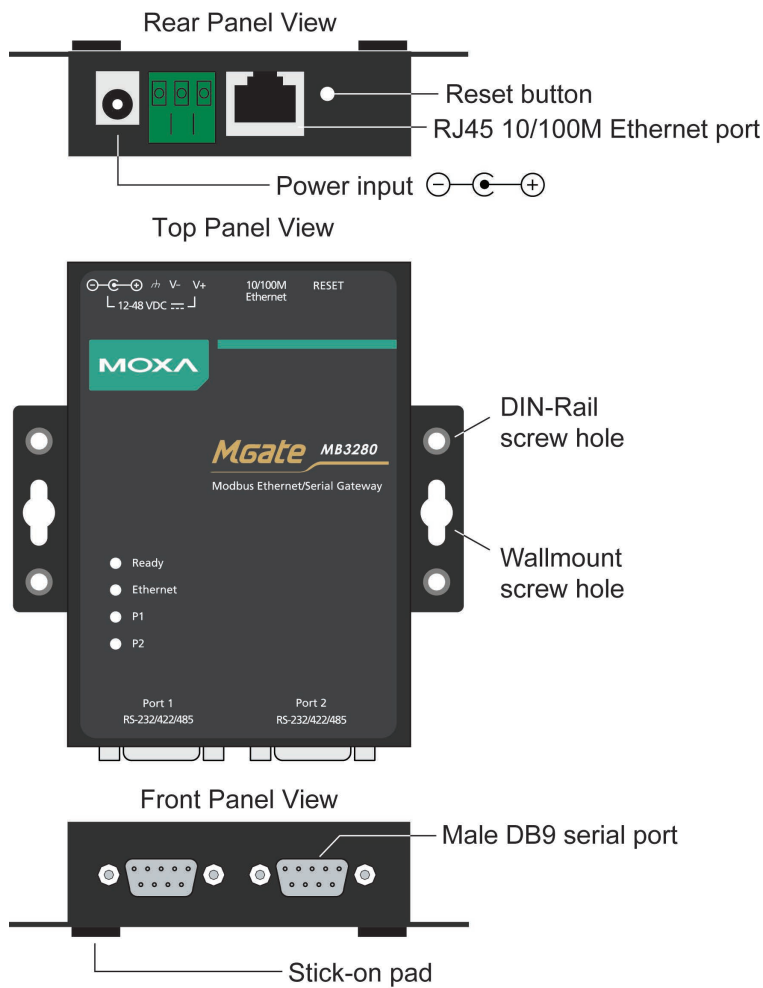 Rear Panel View
Reset button
RJ45 10/100M Ethernet port
Power input
Top Panel View
V- V+ 10/100M RESET
Ethernet
12-48 VDC
MOXA
DIN-Rail
screw hole
MGate MB3280
Modbus Ethernet/Serial Gateway
Wallmount
screw hole
Ready
Ethernet
P1
P2
Port 1 Port 2
RS-232/422/485 RS-232/422/485
Front Panel View
Male DB9 serial port
Stick-on pad